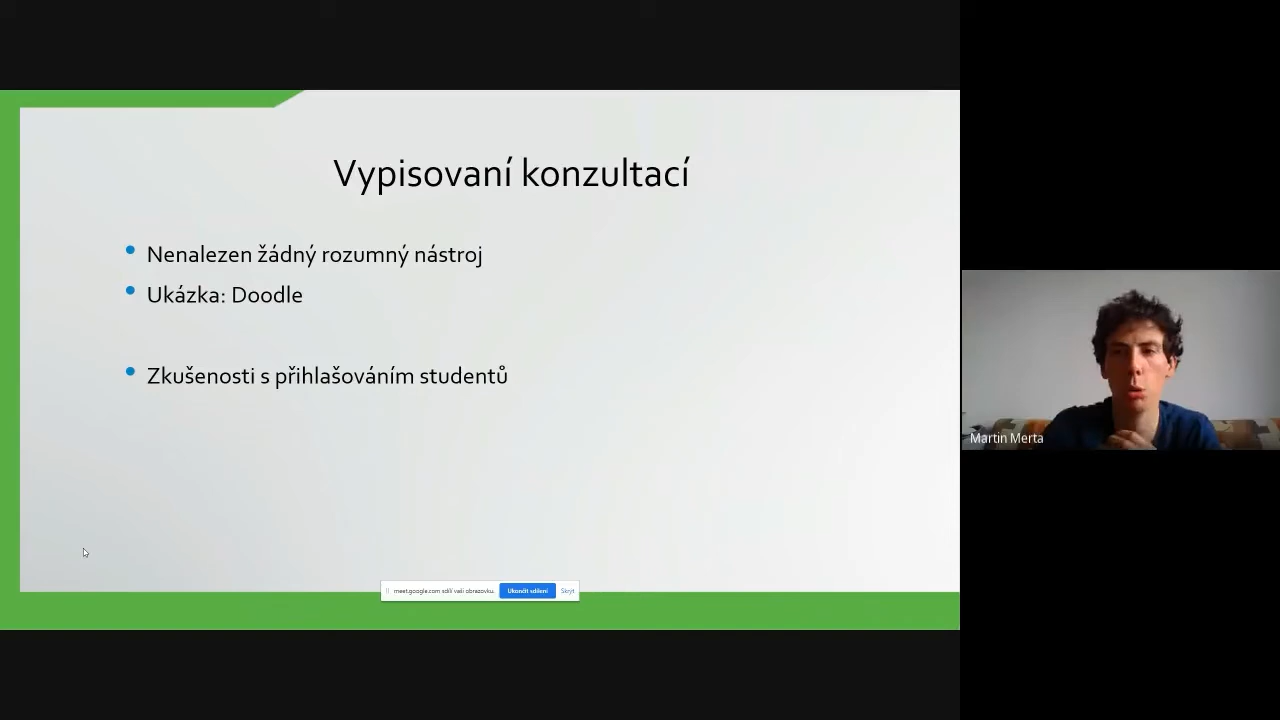 Vypisovaní konzultací
Nenalezen žádný rozumný nástroj
Ukázka: Doodle
Zkušenosti s přihlašováním studentů
meet.google.com sdílí vaši obrazovku.
Ukončit sdílení
Skrýt
Martin Merta